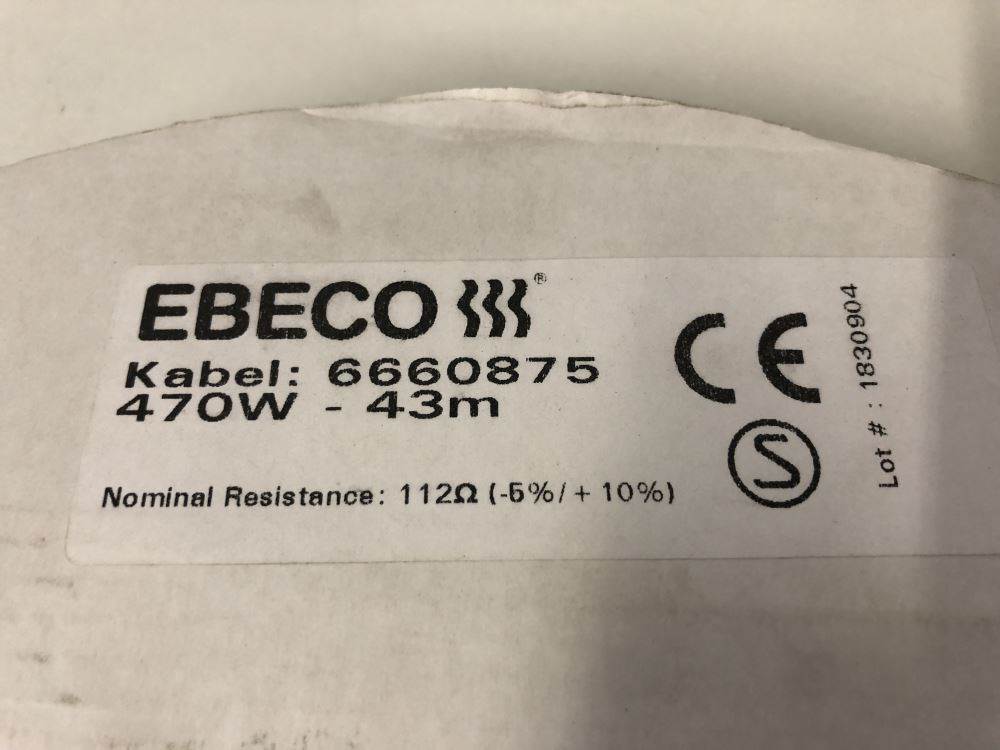 EBECO ®
Kabel: 6660875
470W - 43m
Nominal Resistance: 112Ω (-5%/+ 10%)
CE
S
Lot # : 1830904